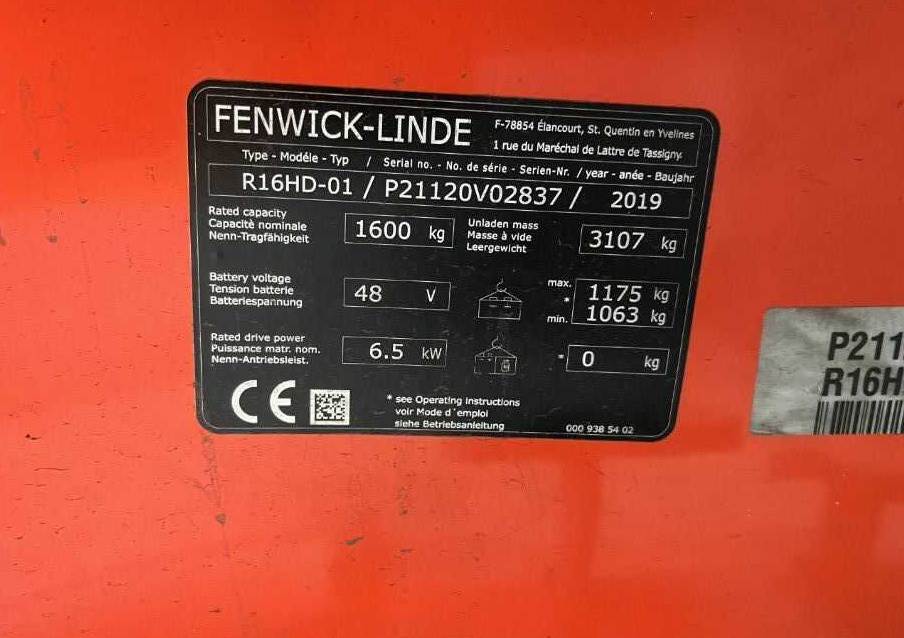 FENWICK-LINDE
F-78854 Élancourt, St. Quentin en Yvelines
1 rue du Maréchal de Lattre de Tassigny
Type - Modéle - Typ / Serial no. - No. de série - Serien-Nr. / year - anée - Baujahr
R16HD-01 / P21120V02837 / 2019
Rated capacity
Capacité nominale
Nenn-Tragfähigkeit
1600 kg
Unladen mass
Masse à vide
Leergewicht
3107 kg
Battery voltage
Tension batterie
Batteriespannung
48 V
max. 1175 kg
*
min. 1063 kg
Rated drive power
Puissance matr. nom.
Nenn-Antriebsleist.
6.5 kW
* 0 kg
CE
* see Operating instructions
voir Mode d'emploi
siehe Betriebsanleitung
000 938 54 02
P211
R16H